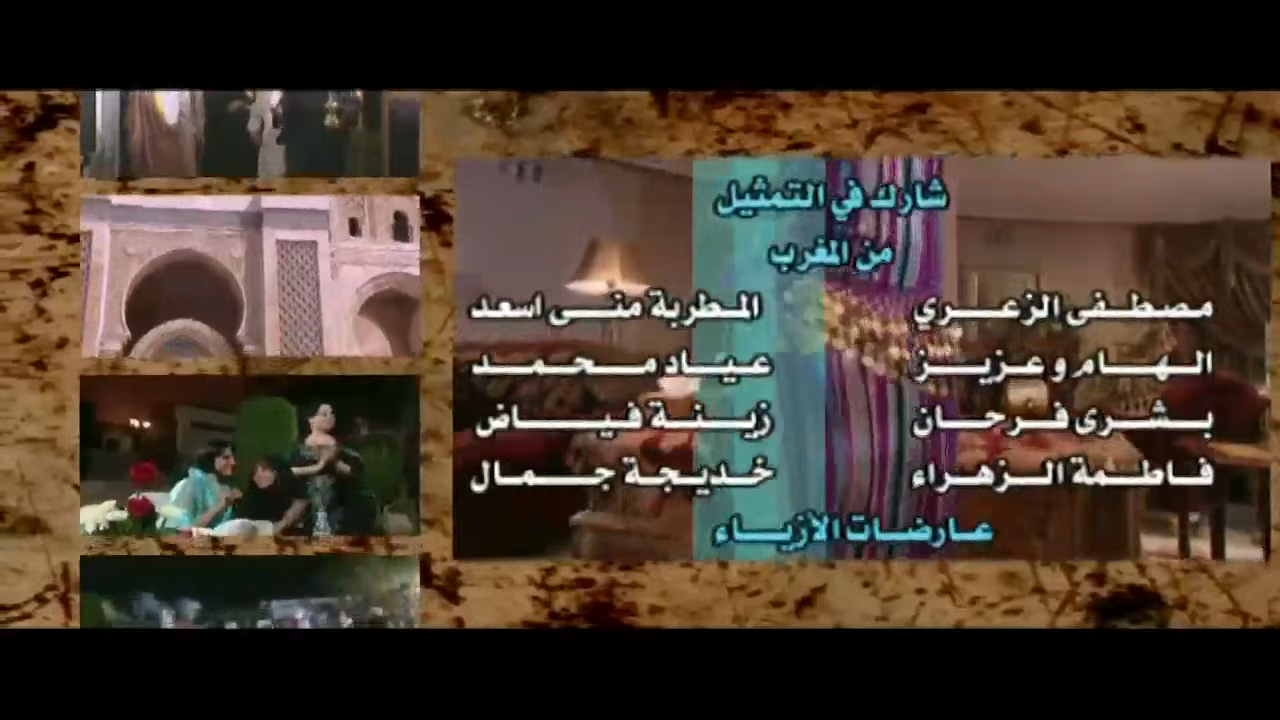 شارك في التمثيل
من المغرب
مصطفى الزعري المطربة منى اسعد
الهام وعزيز عياد محمد
بشرى فرحان زينة فياض
فاطمة الزهراء خديجة جمال
عارضات الأزياء